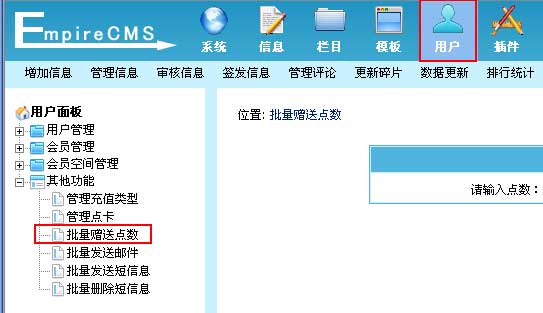 EmpireCMS
系统 信息 栏目 模板 用户 插件
增加信息 管理信息 审核信息 签发信息 管理评论 更新碎片 数据更新 排行统计
用户面板
位置: 批量赠送点数
用户管理
会员管理
会员空间管理
其他功能
管理充值类型
请输入点数：
管理点卡
批量赠送点数
批量发送邮件
批量发送短信息
批量删除短信息